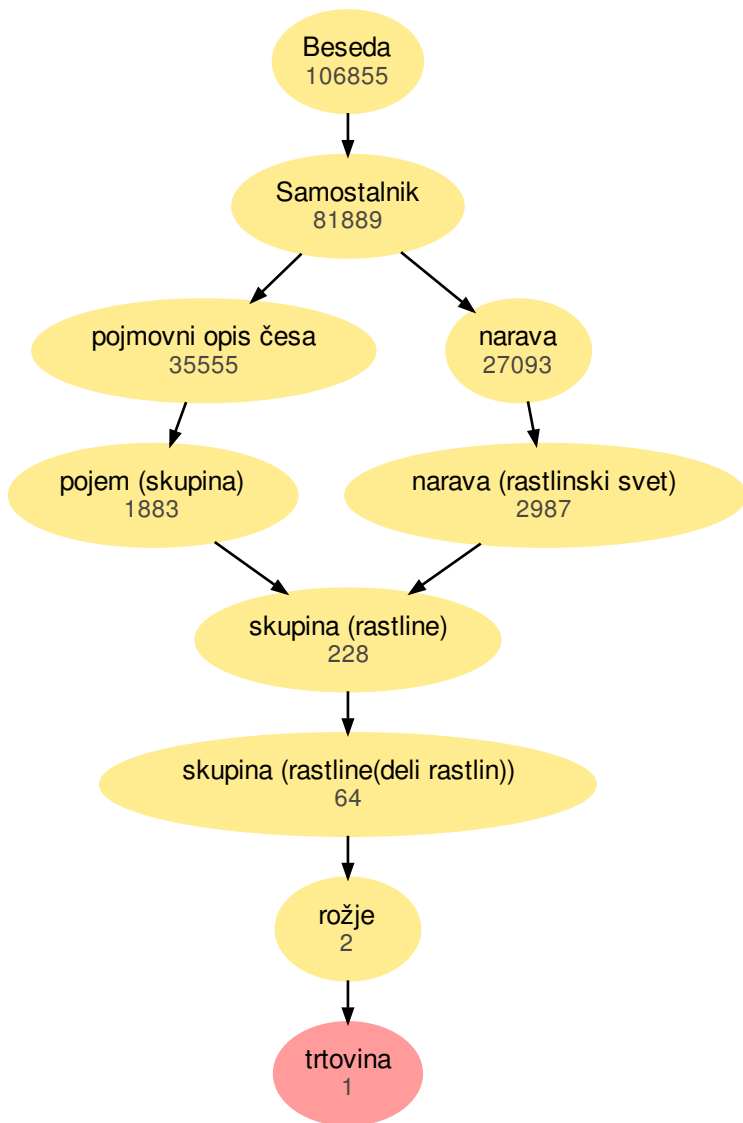 Beseda
106855
Samostalnik
81889
pojmovni opis česa
35555
narava
27093
pojem (skupina)
1883
narava (rastlinski svet)
2987
skupina (rastline)
228
skupina (rastline(deli rastlin))
64
rožje
2
trtovina
1